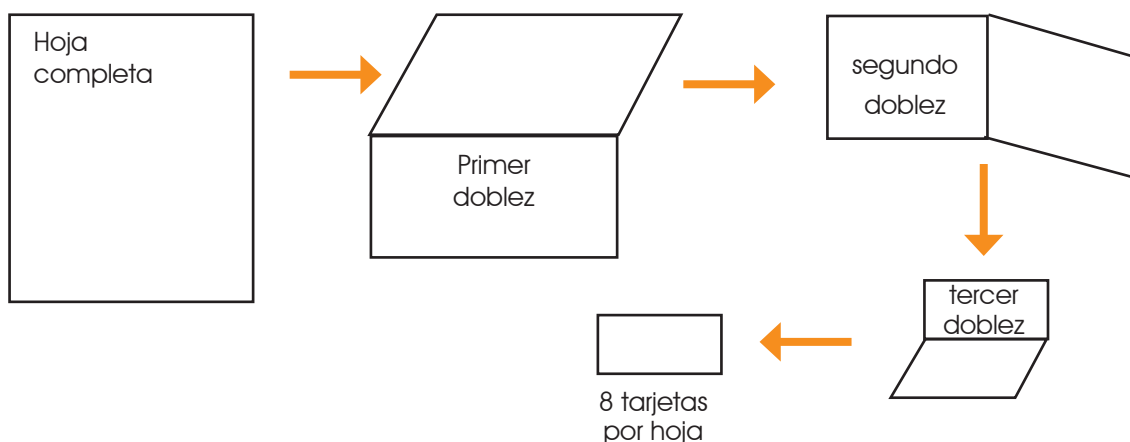 Hoja
completa
Primer
doblez
segundo
doblez
tercer
doblez
8 tarjetas
por hoja